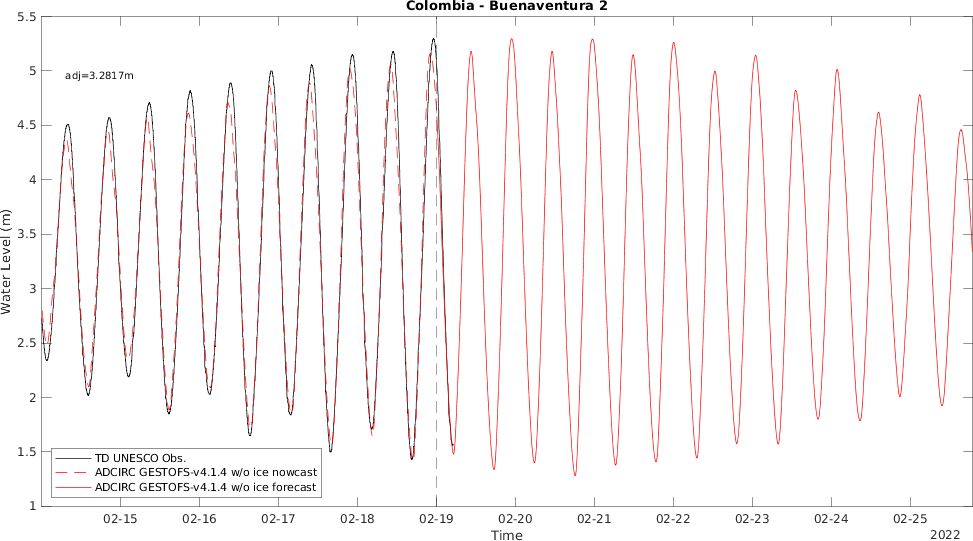 Colombia - Buenaventura 2
5.5
5
4.5
4
3.5
3
2.5
2
1.5
1
Water Level (m)
adj=3.2817m
TD UNESCO Obs.
ADCIRC GESTOFS-v4.1.4 w/o ice nowcast
ADCIRC GESTOFS-v4.1.4 w/o ice forecast
02-15 02-16 02-17 02-18 02-19 02-20 02-21 02-22 02-23 02-24 02-25
2022
Time